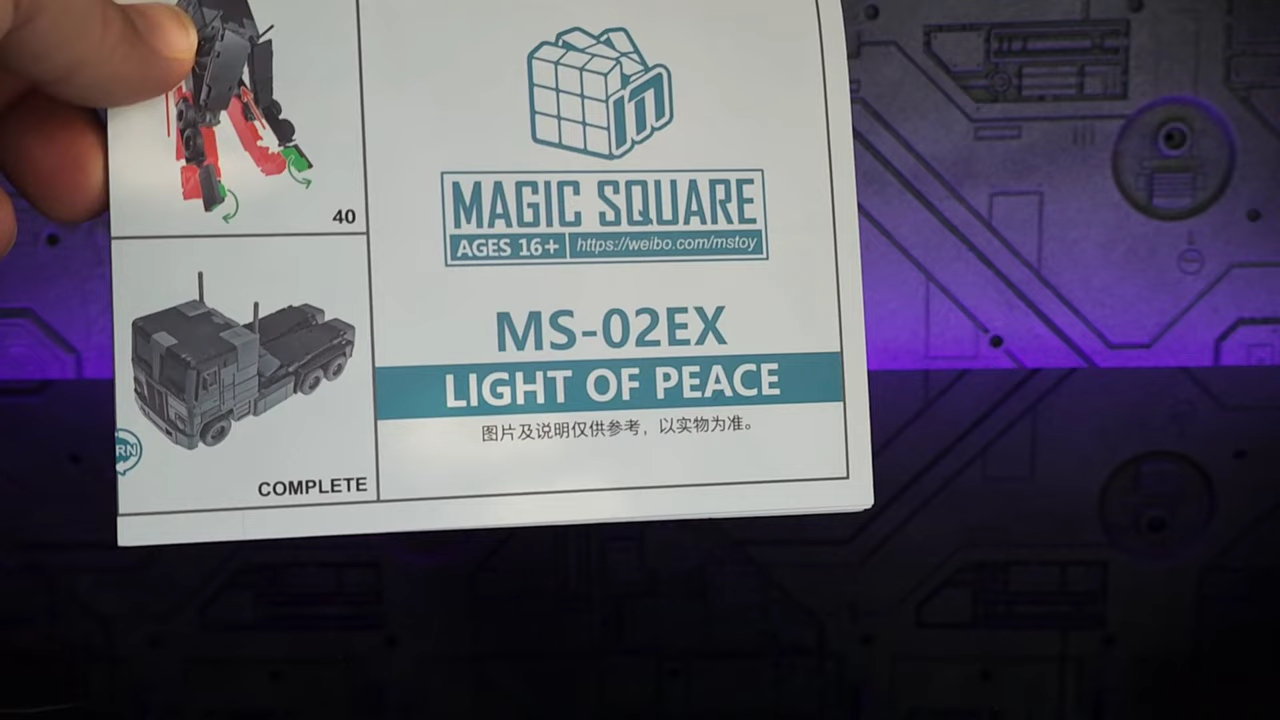 40
RN
COMPLETE
m
MAGIC SQUARE
AGES 16+ https://weibo.com/mstoy
MS-02EX
LIGHT OF PEACE
图片及说明仅供参考，以实物为准。